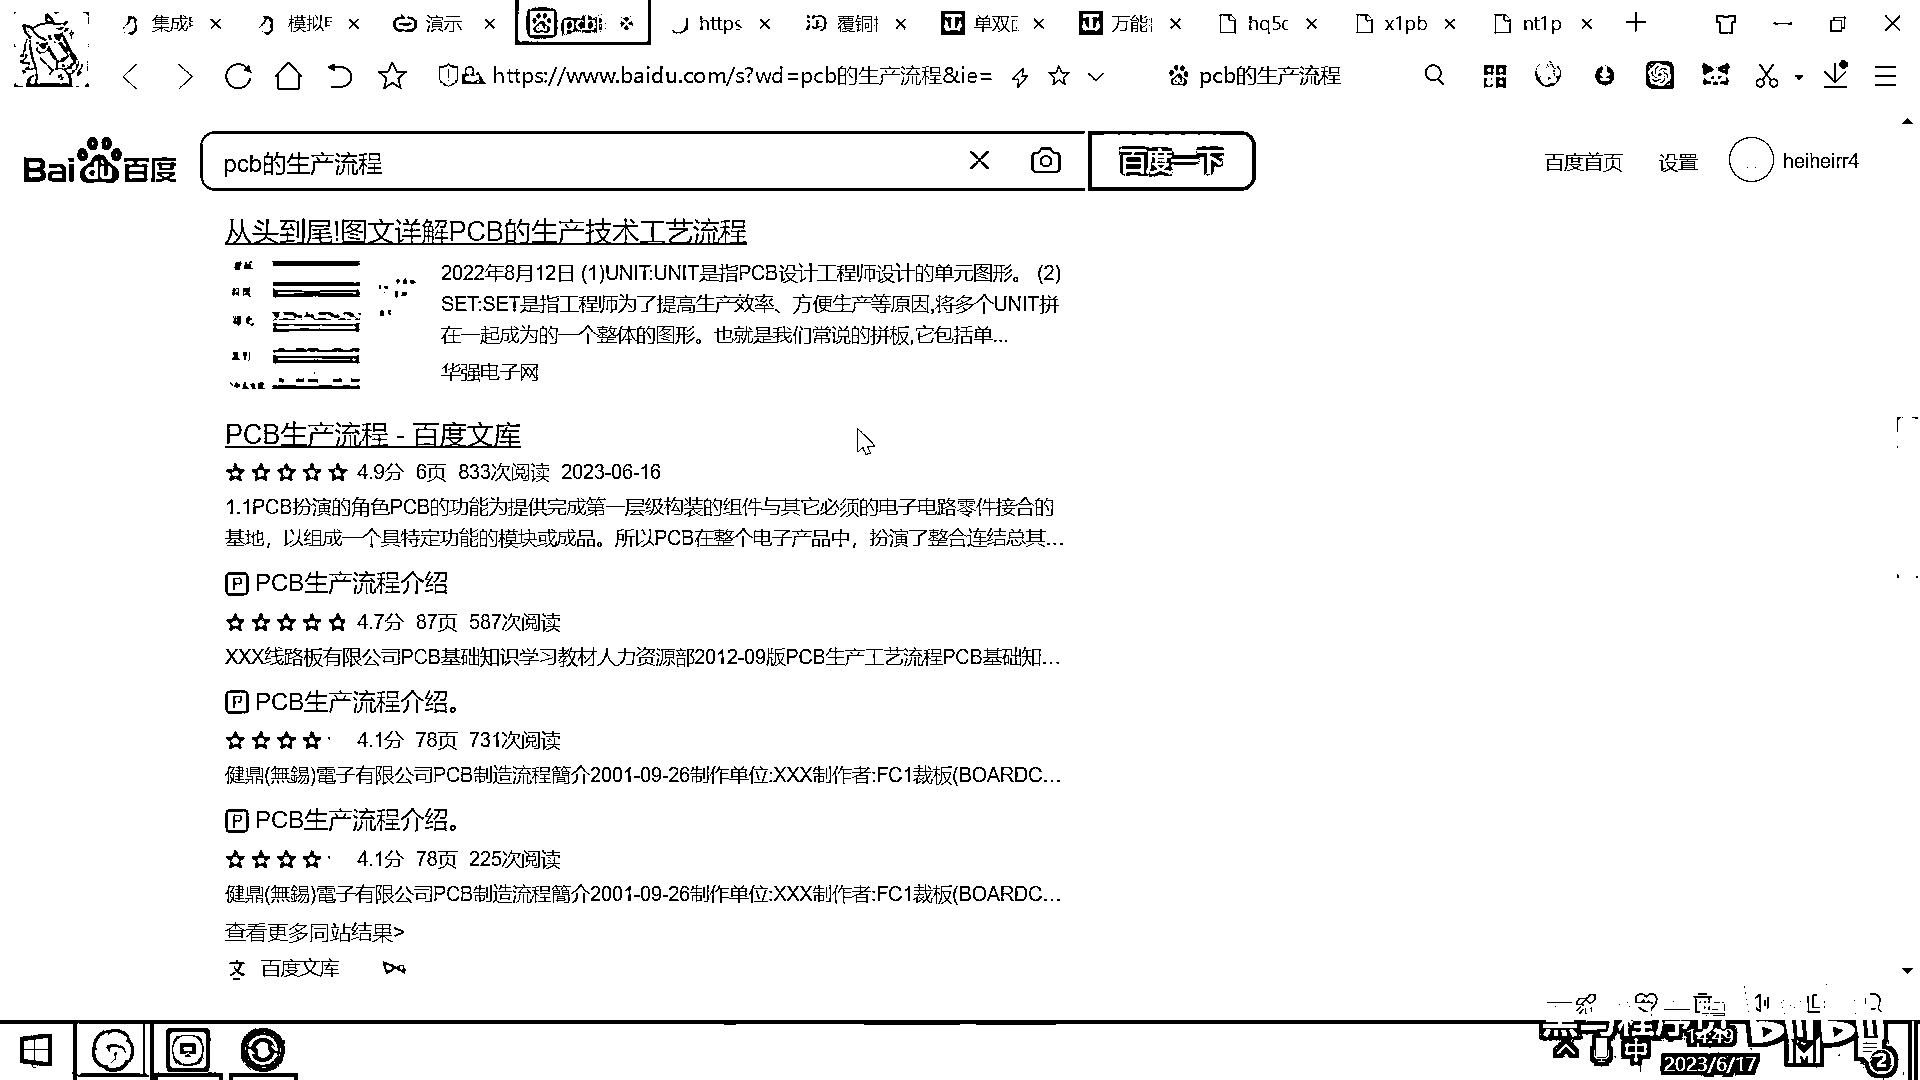 集成 模拟 演示 pcb https 覆铜 单双 万能 hq5c x1pb nt1p
https://www.baidu.com/s?wd=pcb的生产流程&ie= pcb的生产流程
Bai du 百度 pcb的生产流程 百度一下 百度首页 设置 heiheirr4
从头到尾!图文详解PCB的生产技术工艺流程
2022年8月12日 (1)UNIT:UNIT是指PCB设计工程师设计的单元图形。 (2)
SET:SET是指工程师为了提高生产效率、方便生产等原因,将多个UNIT拼
在一起成为的一个整体的图形。也就是我们常说的拼板,它包括单...
华强电子网
PCB生产流程 - 百度文库
4.9分 6页 833次阅读 2023-06-16
1.1PCB扮演的角色PCB的功能为提供完成第一层级构装的组件与其它必须的电子电路零件接合的
基地，以组成一个具特定功能的模块或成品。所以PCB在整个电子产品中，扮演了整合连结总其...
P PCB生产流程介绍
4.7分 87页 587次阅读
XXX线路板有限公司PCB基础知识学习教材人力资源部2012-09版PCB生产工艺流程PCB基础知...
P PCB生产流程介绍。
4.1分 78页 731次阅读
健鼎(無錫)電子有限公司PCB制造流程簡介2001-09-26制作单位:XXX制作者:FC1裁板(BOARDC...
P PCB生产流程介绍。
4.1分 78页 225次阅读
健鼎(無錫)電子有限公司PCB制造流程簡介2001-09-26制作单位:XXX制作者:FC1裁板(BOARDC...
查看更多同站结果>
文 百度文库
黑马程序员 bilibili
14:49
中
2023/6/17
2